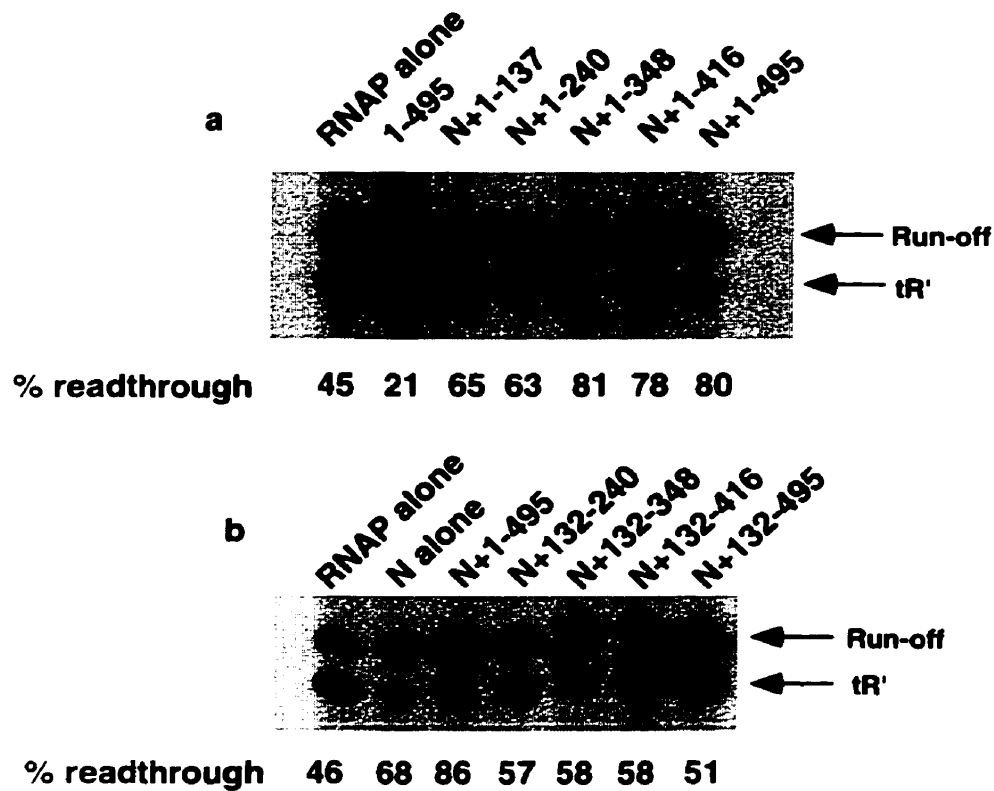 a
RNAP alone
1-495
N+1-137
N+1-240
N+1-348
N+1-416
N+1-495
Run-off
tR'
% readthrough 45 21 65 63 81 78 80
b
RNAP alone
N alone
N+1-495
N+132-240
N+132-348
N+132-416
N+132-495
Run-off
tR'
% readthrough 46 68 86 57 58 58 51